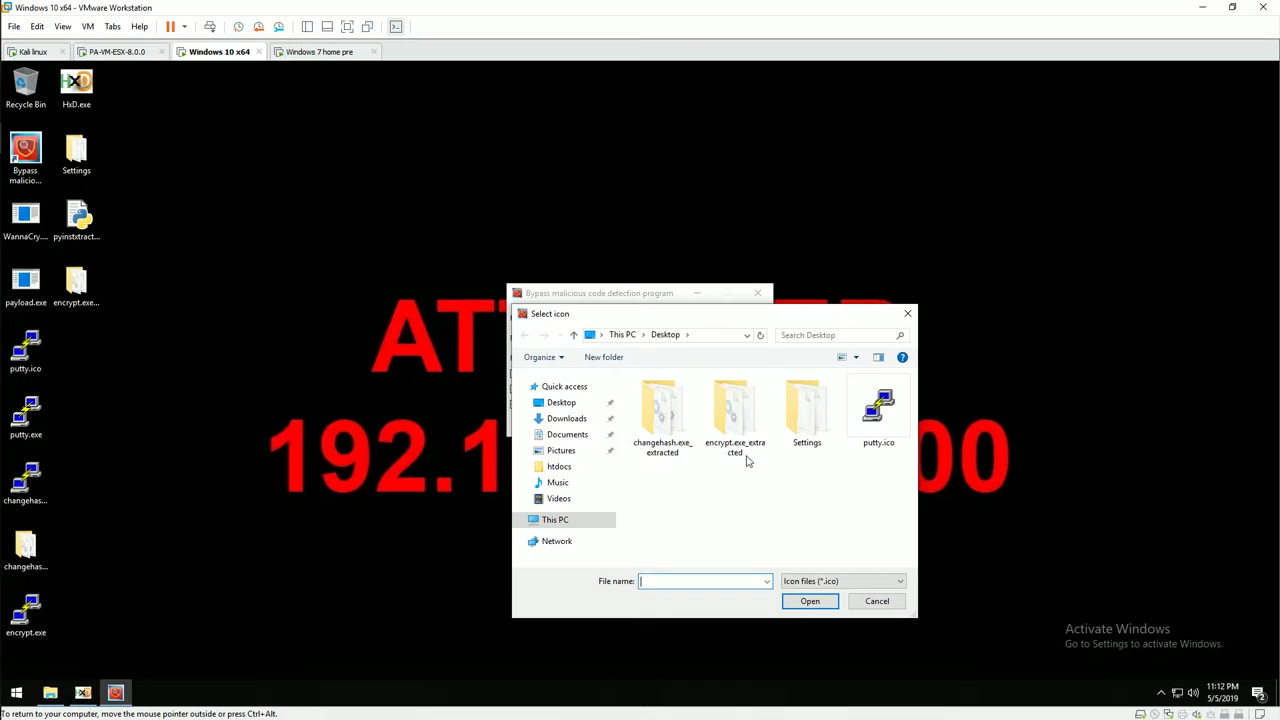 Windows 10 x64 - VMware Workstation
File Edit View VM Tabs Help
Kali linux PA-VM-ESX-8.0.0 Windows 10 x64 Windows 7 home pre
Recycle Bin HxD.exe
Bypass malicio... Settings
WannaCry.... pyinstxtract...
payload.exe encrypt.exe...
putty.ico
putty.exe
changehas...
changehas...
encrypt.exe
192.1
00
Bypass malicious code detection program
Select icon
This PC Desktop Search Desktop
Organize New folder
Quick access
Desktop
Downloads
Documents
Pictures
htdocs
Music
Videos
This PC
Network
changehash.exe_
extracted
encrypt.exe_extra
cted
Settings
putty.ico
File name: Icon files (*.ico)
Open Cancel
Activate Windows
Go to Settings to activate Windows.
11:12 PM
5/5/2019
2
To return to your computer, move the mouse pointer outside or press Ctrl+Alt.